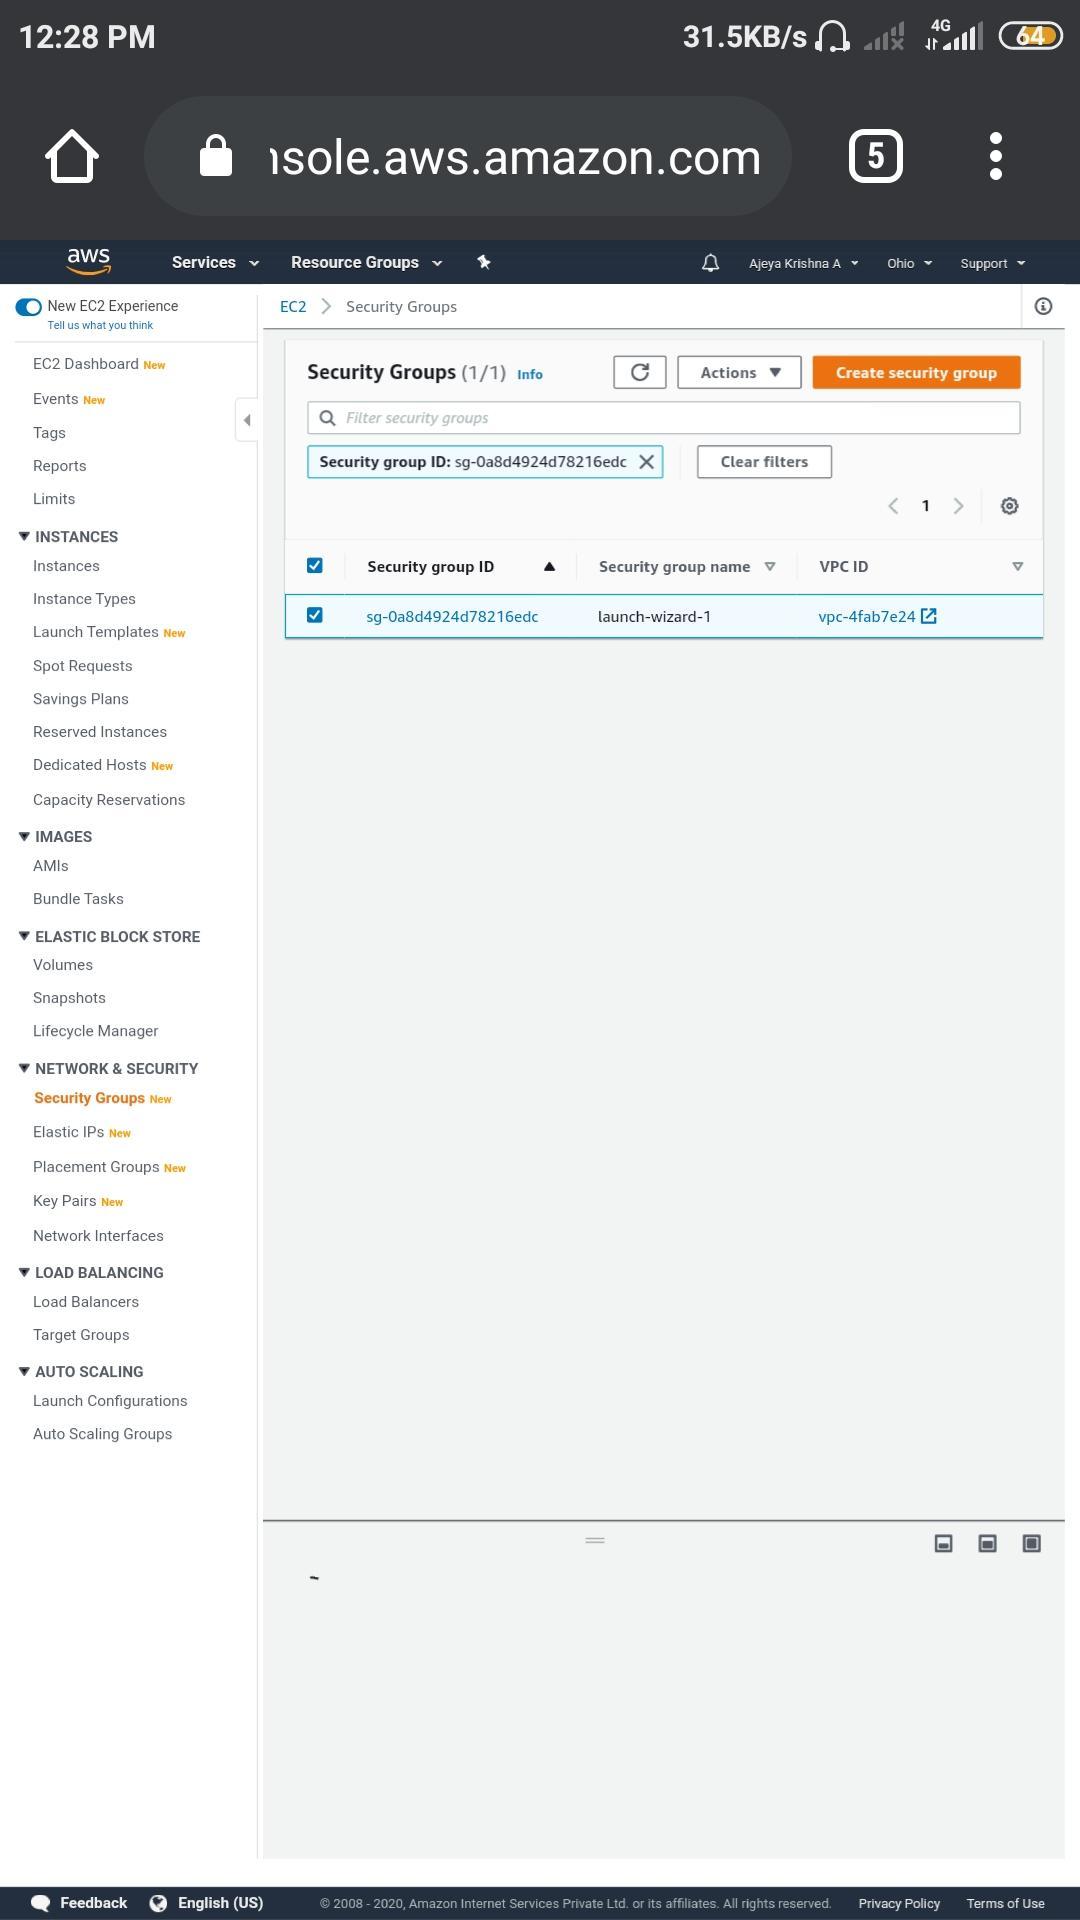 12:28 PM
31.5KB/s
4G
64
nsole.aws.amazon.com
5
aws
Services
Resource Groups
Ajeya Krishna A
Ohio
Support
New EC2 Experience
Tell us what you think
EC2 Dashboard New
Events New
Tags
Reports
Limits
INSTANCES
Instances
Instance Types
Launch Templates New
Spot Requests
Savings Plans
Reserved Instances
Dedicated Hosts New
Capacity Reservations
IMAGES
AMIs
Bundle Tasks
ELASTIC BLOCK STORE
Volumes
Snapshots
Lifecycle Manager
NETWORK & SECURITY
Security Groups New
Elastic IPs New
Placement Groups New
Key Pairs New
Network Interfaces
LOAD BALANCING
Load Balancers
Target Groups
AUTO SCALING
Launch Configurations
Auto Scaling Groups
EC2 > Security Groups
Security Groups (1/1) Info
Actions
Create security group
Filter security groups
Security group ID: sg-0a8d4924d78216edc
Clear filters
1
Security group ID Security group name VPC ID
sg-0a8d4924d78216edc launch-wizard-1 vpc-4fab7e24
Feedback
English (US)
© 2008 - 2020, Amazon Internet Services Private Ltd. or its affiliates. All rights reserved.
Privacy Policy
Terms of Use